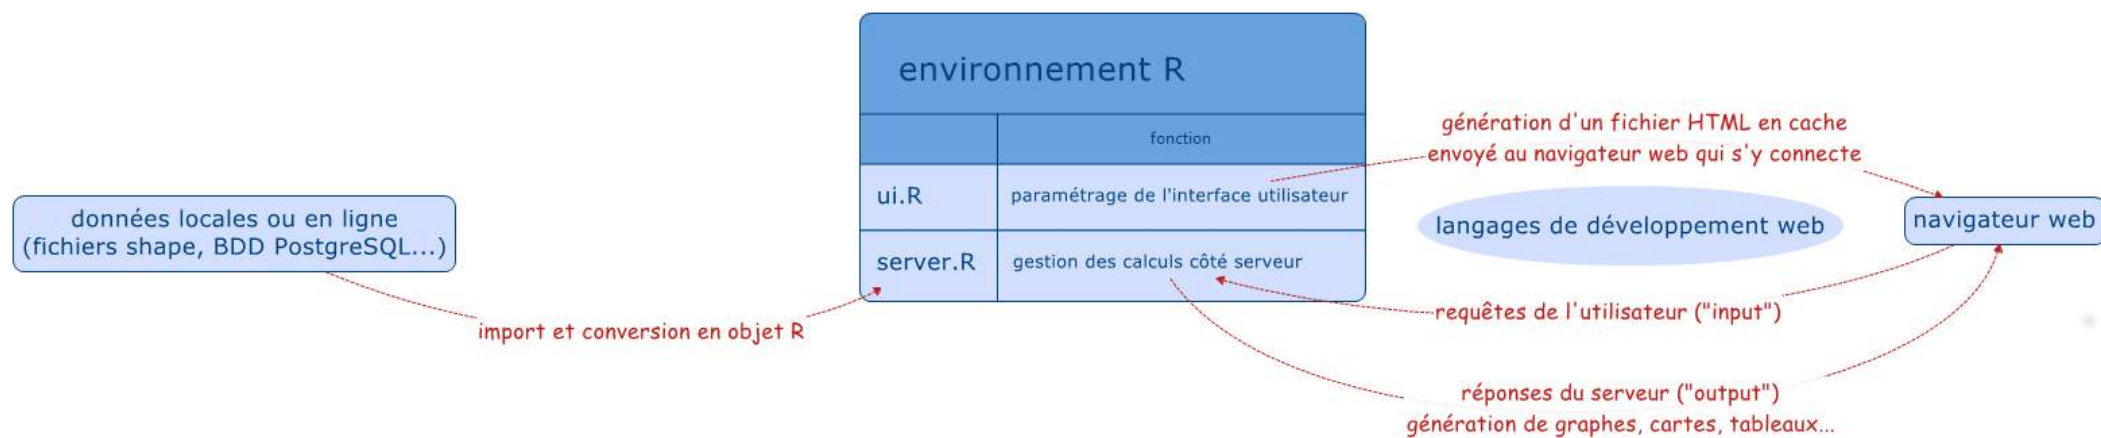 environnement R
fonction
ui.R
paramétrage de l'interface utilisateur
server.R
gestion des calculs côté serveur
données locales ou en ligne
(fichiers shape, BDD PostgreSQL...)
import et conversion en objet R
génération d'un fichier HTML en cache
envoyé au navigateur web qui s'y connecte
langages de développement web
navigateur web
requêtes de l'utilisateur ("input")
réponses du serveur ("output")
génération de graphes, cartes, tableaux...